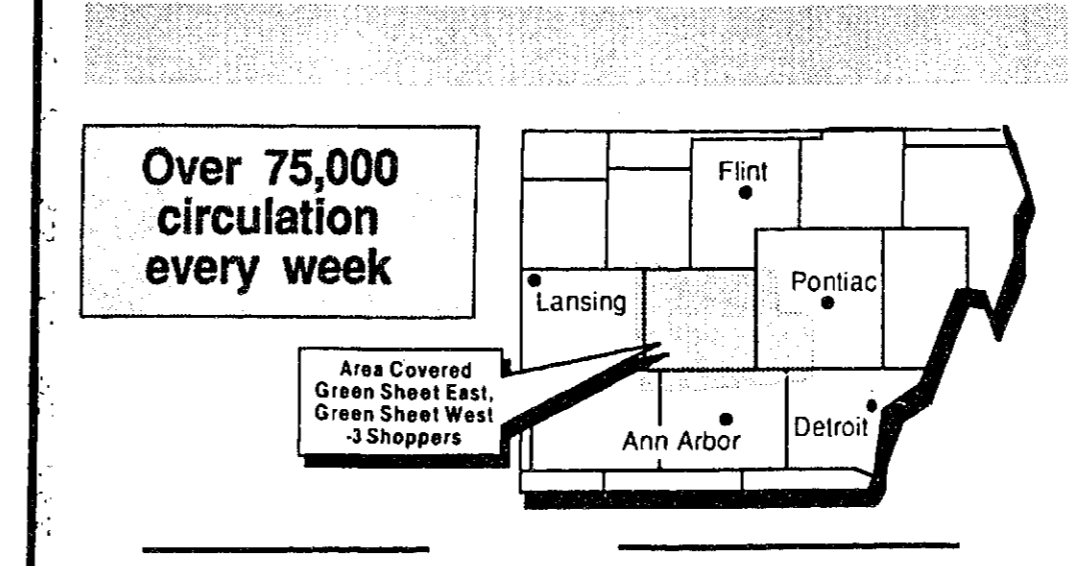 Over 75,000
circulation
every week
Flint
Pontiac
Lansing
Area Covered
Green Sheet East,
Green Sheet West
-3 Shoppers
Ann Arbor
Detroit